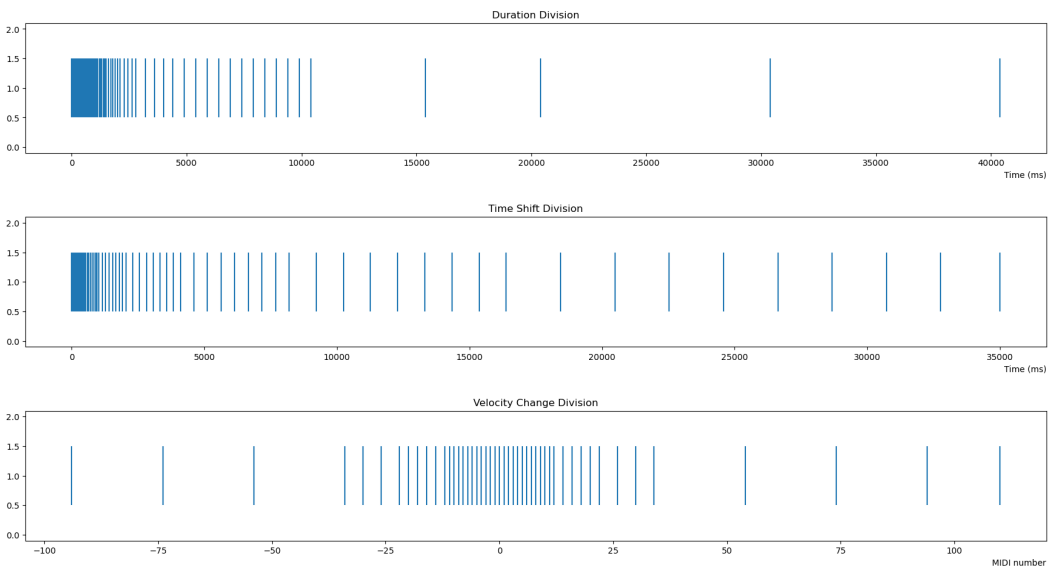 Duration Division
2.0
1.5
1.0
0.5
0.0
0 5000 10000 15000 20000 25000 30000 35000 40000
Time (ms)
Time Shift Division
2.0
1.5
1.0
0.5
0.0
0 5000 10000 15000 20000 25000 30000 35000
Time (ms)
Velocity Change Division
2.0
1.5
1.0
0.5
0.0
−100 −75 −50 −25 0 25 50 75 100
MIDI number